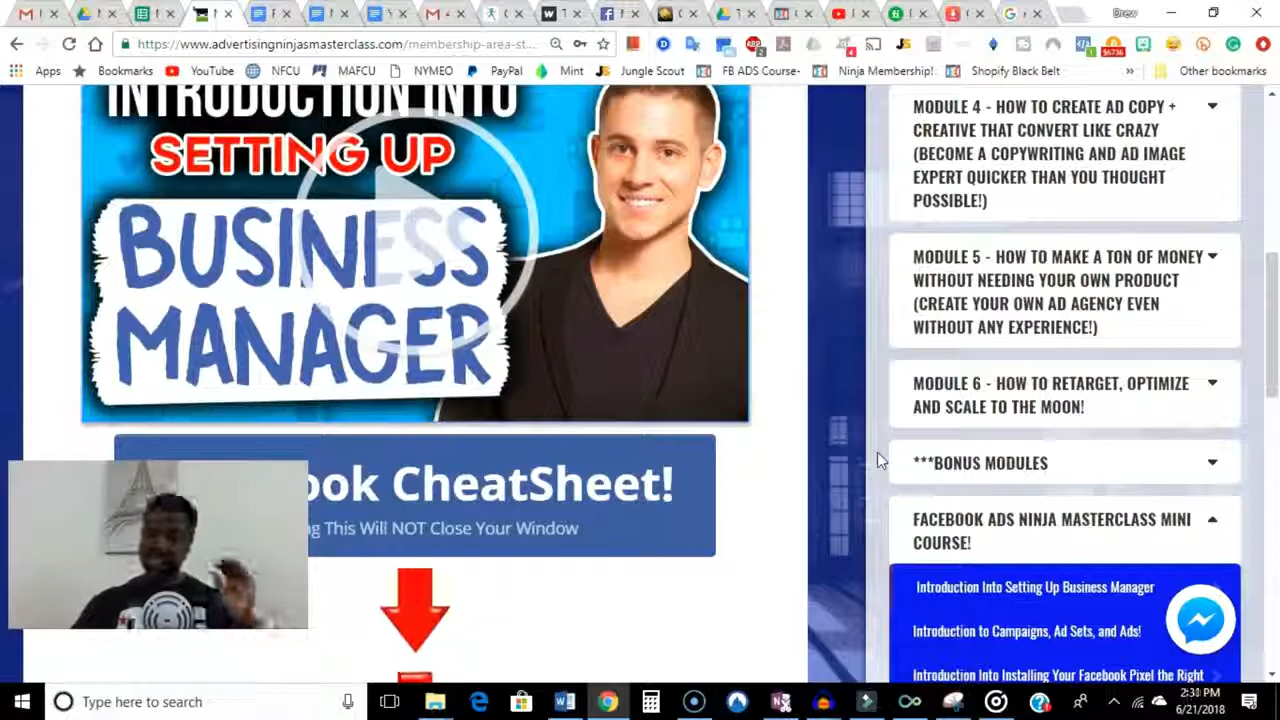 Drew
https://www.advertisingninjasmasterclass.com/membership-area-st...
Apps
Bookmarks
YouTube
NFCU
MAFCU
NYMEO
PayPal
Mint
Jungle Scout
FB ADS Course-
Ninja Membership!
Shopify Black Belt
»
Other bookmarks
INTRODUCTION INTO
SETTING UP
BUSINESS
MANAGER
ook CheatSheet!
ng This Will NOT Close Your Window
MODULE 4 - HOW TO CREATE AD COPY +
CREATIVE THAT CONVERT LIKE CRAZY
(BECOME A COPYWRITING AND AD IMAGE
EXPERT QUICKER THAN YOU THOUGHT
POSSIBLE!)
MODULE 5 - HOW TO MAKE A TON OF MONEY
WITHOUT NEEDING YOUR OWN PRODUCT
(CREATE YOUR OWN AD AGENCY EVEN
WITHOUT ANY EXPERIENCE!)
MODULE 6 - HOW TO RETARGET, OPTIMIZE
AND SCALE TO THE MOON!
***BONUS MODULES
FACEBOOK ADS NINJA MASTERCLASS MINI
COURSE!
Introduction Into Setting Up Business Manager
Introduction to Campaigns, Ad Sets, and Ads!
Introduction Into Installing Your Facebook Pixel the Right
Type here to search
2:30 PM
6/21/2018